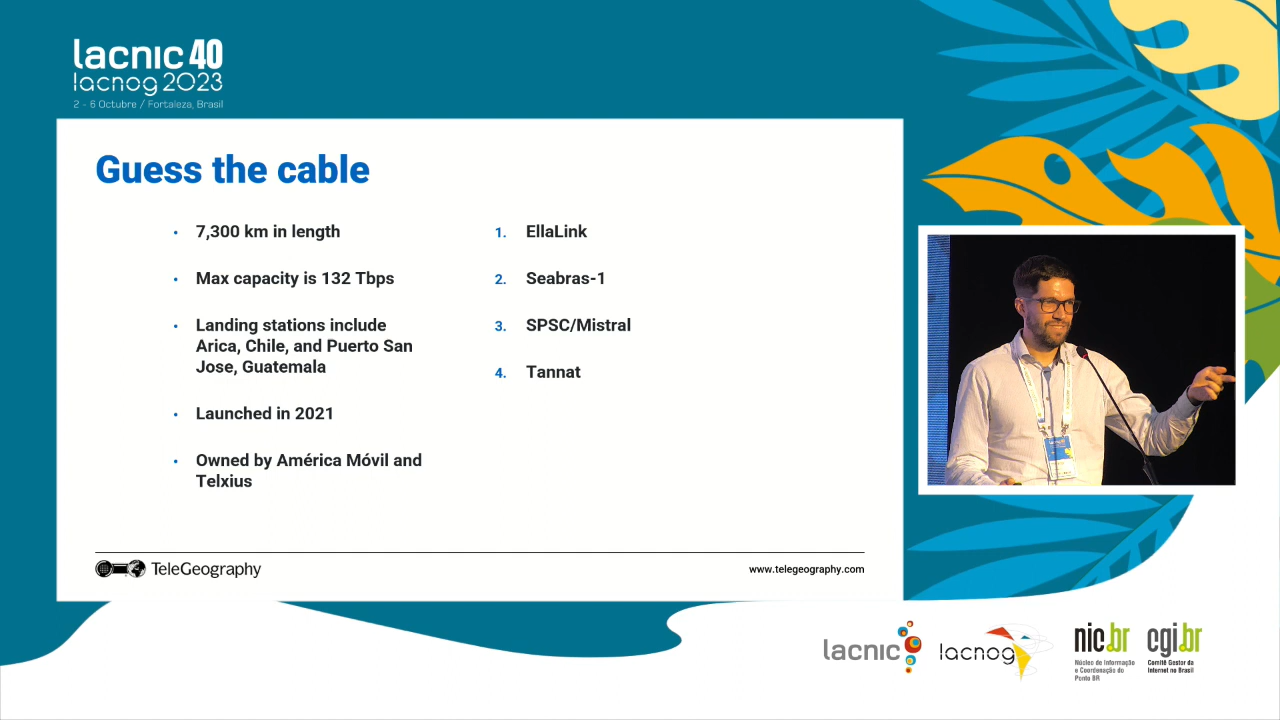 lacnic 40
lacnog 2023
2 - 6 Octubre / Fortaleza, Brasil
Guess the cable
• 7,300 km in length
• Max capacity is 132 Tbps
• Landing stations include
Arica, Chile, and Puerto San
Jose, Guatemala
• Launched in 2021
• Owned by América Móvil and
Telxius
1. EllaLink
2. Seabras-1
3. SPSC/Mistral
4. Tannat
TeleGeography
www.telegeography.com
lacnic
lacnog
nic.br
Núcleo de Informação
e Coordenação do
Ponto BR
cgi.br
Comitê Gestor da
Internet no Brasil